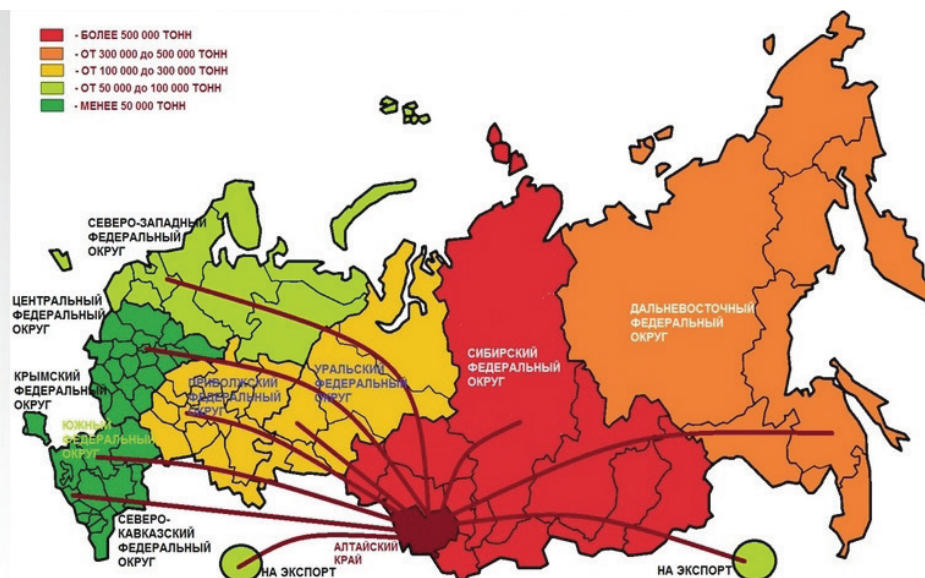 - БОЛЕЕ 500 000 ТОНН
- ОТ 300 000 до 500 000 ТОНН
- ОТ 100 000 до 300 000 ТОНН
- ОТ 50 000 до 100 000 ТОНН
- МЕНЕЕ 50 000 ТОНН
СЕВЕРО-ЗАПАДНЫЙ
ФЕДЕРАЛЬНЫЙ
ОКРУГ
ЦЕНТРАЛЬНЫЙ
ФЕДЕРАЛЬНЫЙ
ОКРУГ
КРЫМСКИЙ
ФЕДЕРАЛЬНЫЙ
ОКРУГ
ЮЖНЫЙ
ФЕДЕРАЛЬНЫЙ
ОКРУГ
ПРИВОЛЖСКИЙ
ФЕДЕРАЛЬНЫЙ
ОКРУГ
УРАЛЬСКИЙ
ФЕДЕРАЛЬНЫЙ
ОКРУГ
СИБИРСКИЙ
ФЕДЕРАЛЬНЫЙ
ОКРУГ
ДАЛЬНЕВОСТОЧНЫЙ
ФЕДЕРАЛЬНЫЙ
ОКРУГ
СЕВЕРО-
КАВКАЗСКИЙ
ФЕДЕРАЛЬНЫЙ
ОКРУГ
АЛТАЙСКИЙ
КРАЙ
НА ЭКСПОРТ
НА ЭКСПОРТ